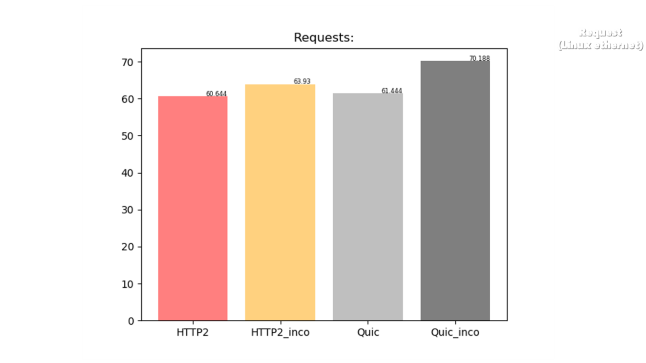 Requests:
Request
(Linux ethernet)
70
60
50
40
30
20
10
0
60.644
63.93
61.444
70.188
HTTP2
HTTP2_inco
Quic
Quic_inco